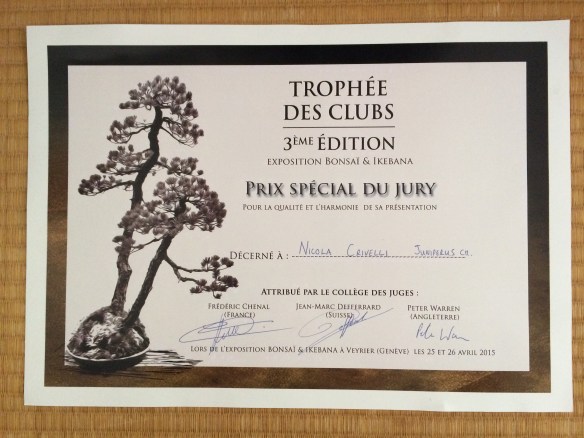 TROPHÉE
DES CLUBS
3ÈME ÉDITION
EXPOSITION BONSAÏ & IKEBANA
PRIX SPÉCIAL DU JURY
POUR LA QUALITÉ ET L'HARMONIE DE SA PRÉSENTATION
DÉCERNÉ À : NICOLA CRIVELLI JUNIPERUS CH.
ATTRIBUÉ PAR LE COLLÈGE DES JUGES :
FRÉDÉRIC CHENAL JEAN-MARC DEFFERRARD PETER WARREN
(FRANCE) (SUISSE) (ANGLETERRE)
LORS DE L'EXPOSITION BONSAÏ & IKEBANA À VEYRIER (GENÈVE) LES 25 ET 26 AVRIL 2015